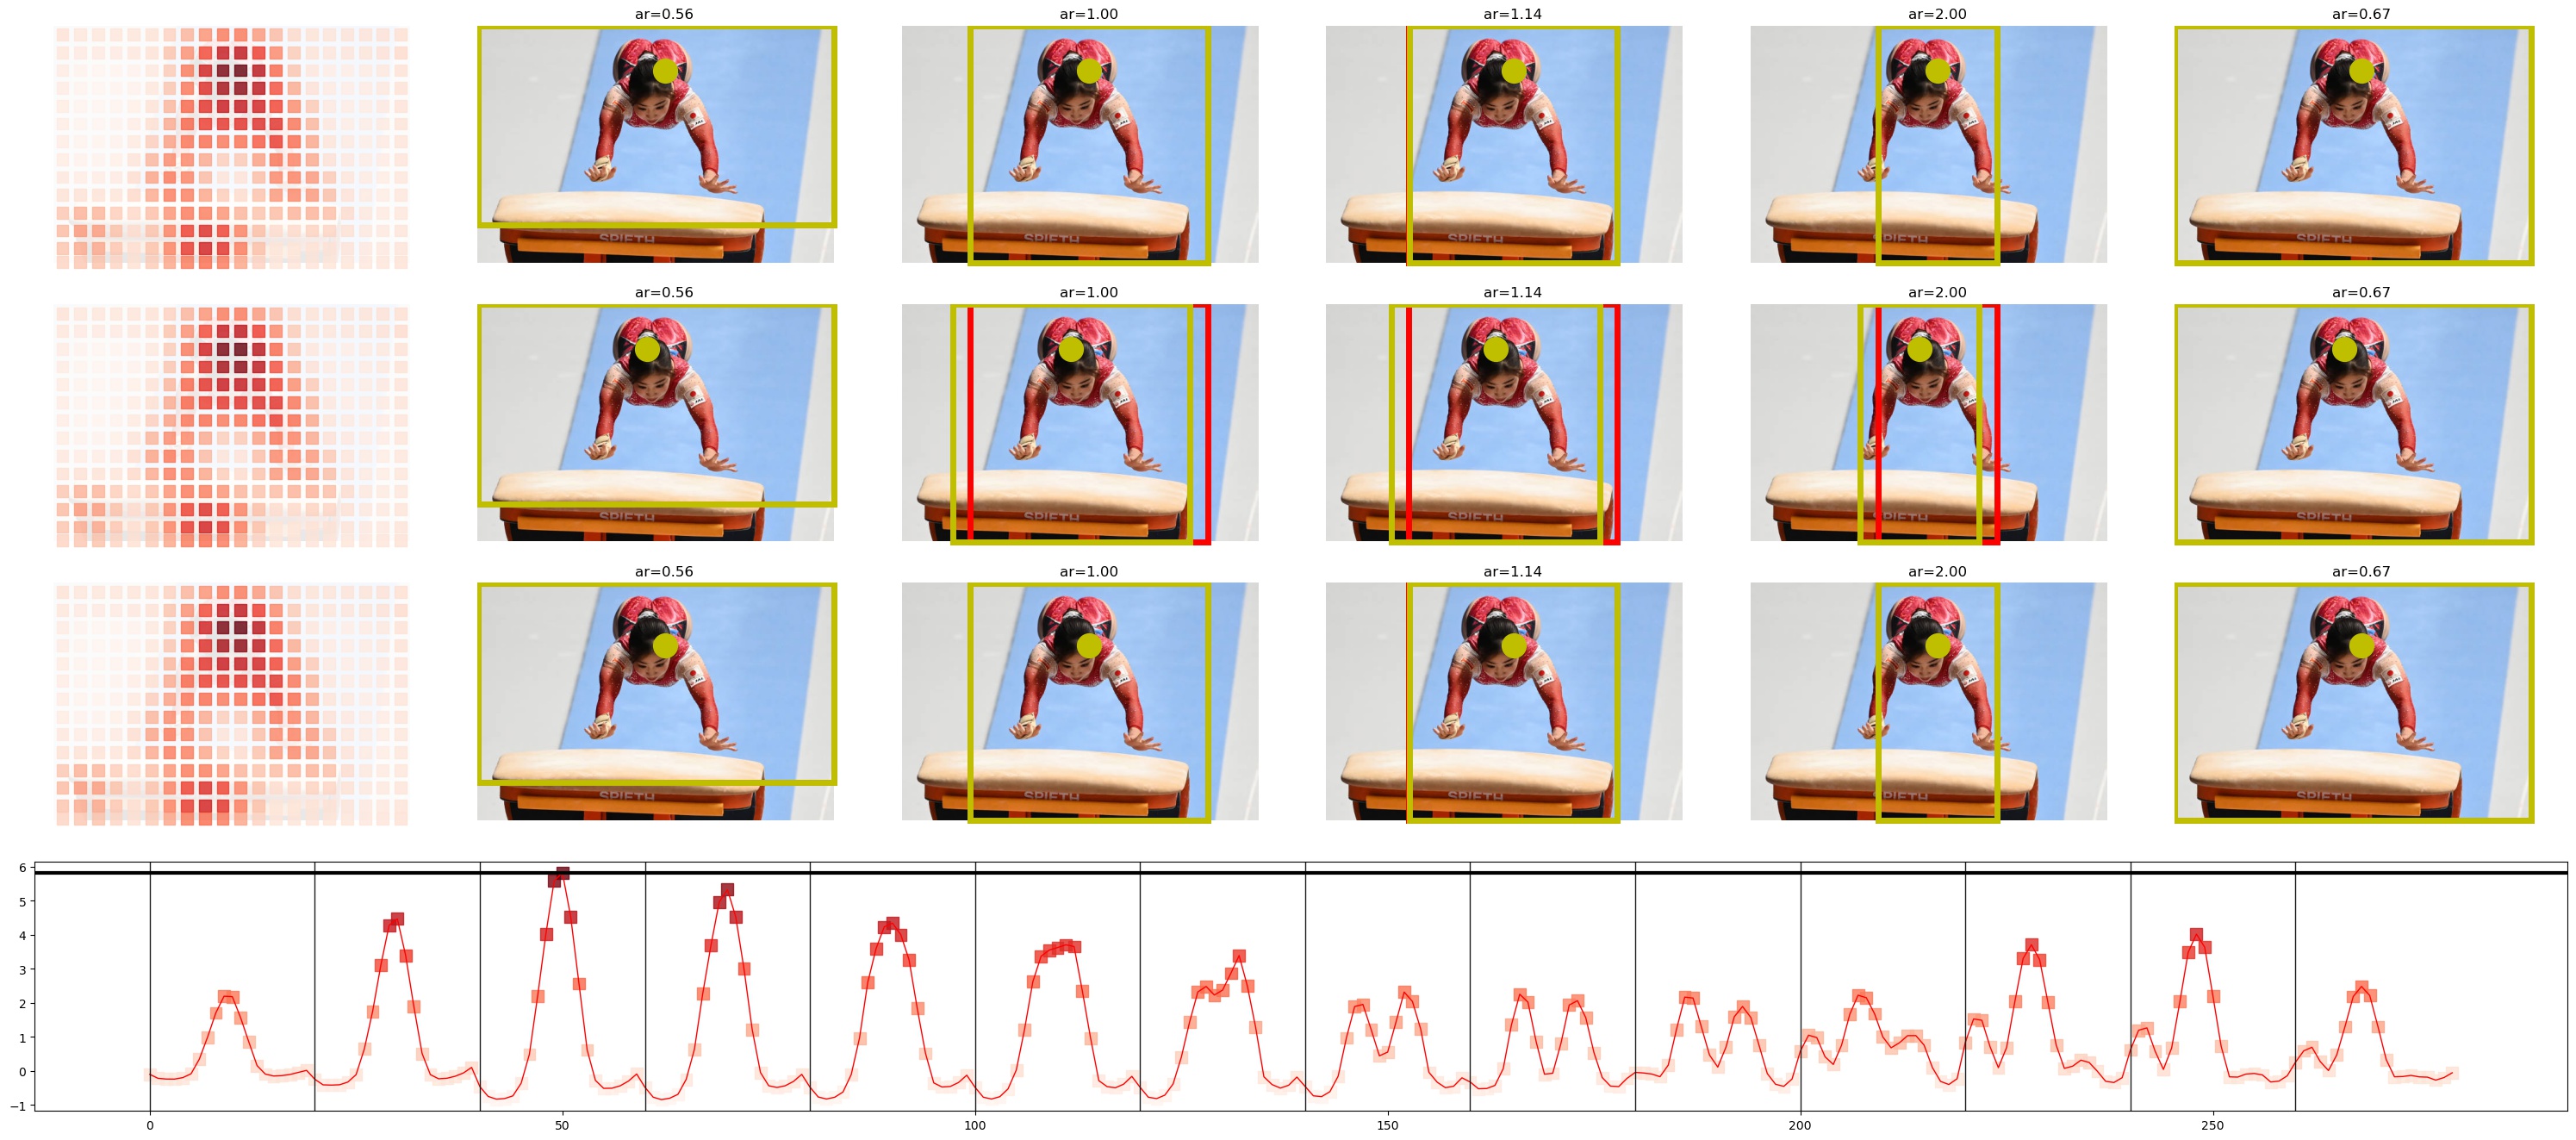 ar=0.56
ar=1.00
ar=1.14
ar=2.00
ar=0.67
SPIETH
SPIETH
SPIETH
SPIETH
SPIETH
ar=0.56
ar=1.00
ar=1.14
ar=2.00
ar=0.67
SPIETH
SPIETH
SPIETH
SPIETH
SPIETH
ar=0.56
ar=1.00
ar=1.14
ar=2.00
ar=0.67
SPIETH
SPIETH
SPIETH
SPIETH
SPIETH
6
5
4
3
2
1
0
−1
0
50
100
150
200
250